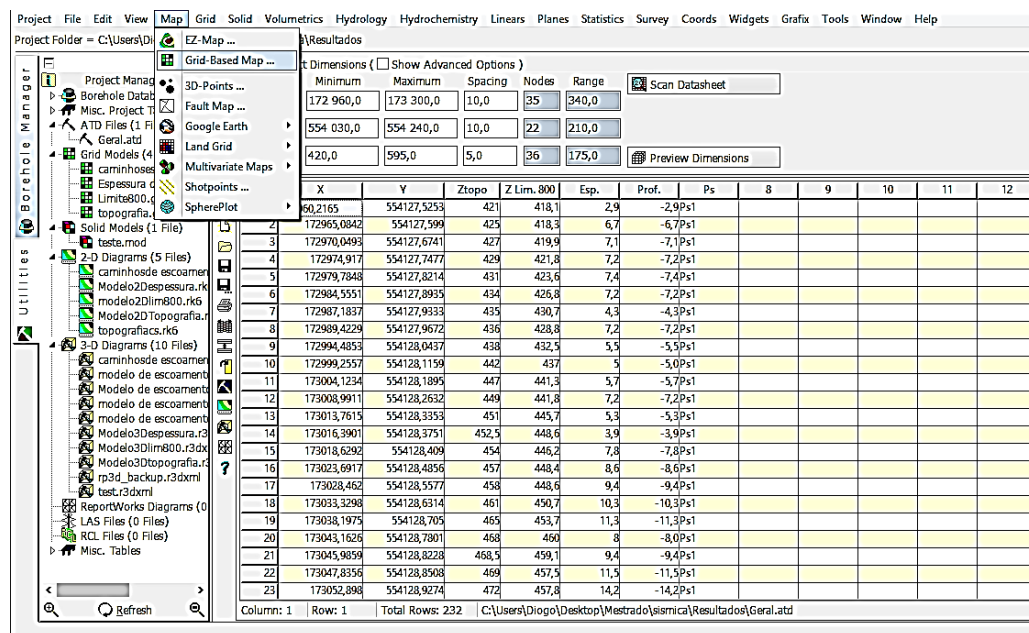 Project File Edit View Map Grid Solid Volumetrics Hydrology Hydrochemistry Linears Planes Statistics Survey Coords Widgets Grafix Tools Window Help
Project Folder = C:\Users\Di a\Resultados
EZ-Map ...
Grid-Based Map ...
3D-Points ...
Fault Map ...
Google Earth
Land Grid
Multivariate Maps
Shotpoints ...
SpherePlot
Borehole Manager
Utilities
Project Manag
Borehole Datab
Misc. Project T
ATD Files (1 Fi
Geral.atd
Grid Models (4
caminhoses
Espessura
Limite800.g
topografia.
Solid Models (1 File)
teste.mod
2-D Diagrams (5 Files)
caminhosde escoamen
Modelo2Despessura.rk
modelo2Dlim800.rk6
Modelo2DTopografia.r
topografiacs.rk6
3-D Diagrams (10 Files)
caminhosde escoamen
modelo de escoament
Modelo de escoamento
modelo de escoament
modelo de escoament
Modelo3Despessura.r3
Modelo3Dlim800.r3dx
Modelo3Dtopografia.r3
rp3d_backup.r3dxml
test.r3dxml
ReportWorks Diagrams (0
LAS Files (0 Files)
RCL Files (0 Files)
Misc. Tables
Refresh
ct Dimensions ( Show Advanced Options )
Minimum Maximum Spacing Nodes Range
172 960,0 173 300,0 10,0 35 340,0
554 030,0 554 240,0 10,0 22 210,0
420,0 595,0 5,0 36 175,0
Scan Datasheet
Preview Dimensions
X Y Ztopo Z Lim. 800 Esp. Prof. Ps 8 9 10 11 12
60,2165 554127,5253 421 418,1 2,9 -2,9 Ps1
2 172965,0842 554127,599 425 418,3 6,7 -6,7 Ps1
3 172970,0493 554127,6741 427 419,9 7,1 -7,1 Ps1
4 172974,917 554127,7477 429 421,8 7,2 -7,2 Ps1
5 172979,7848 554127,8214 431 423,6 7,4 -7,4 Ps1
6 172984,5551 554127,8935 434 426,8 7,2 -7,2 Ps1
7 172987,1837 554127,9333 435 430,7 4,3 -4,3 Ps1
8 172989,4229 554127,9672 436 428,8 7,2 -7,2 Ps1
9 172994,4853 554128,0437 438 432,5 5,5 -5,5 Ps1
10 172999,2557 554128,1159 442 437 5 -5,0 Ps1
11 173004,1234 554128,1895 447 441,3 5,7 -5,7 Ps1
12 173008,9911 554128,2632 449 441,8 7,2 -7,2 Ps1
13 173013,7615 554128,3353 451 445,7 5,3 -5,3 Ps1
14 173016,3901 554128,3751 452,5 448,6 3,9 -3,9 Ps1
15 173018,6292 554128,409 454 446,2 7,8 -7,8 Ps1
16 173023,6917 554128,4856 457 448,4 8,6 -8,6 Ps1
17 173028,462 554128,5577 458 448,6 9,4 -9,4 Ps1
18 173033,3298 554128,6314 461 450,7 10,3 -10,3 Ps1
19 173038,1975 554128,705 465 453,7 11,3 -11,3 Ps1
20 173043,1626 554128,7801 468 460 8 -8,0 Ps1
21 173045,9859 554128,8228 468,5 459,1 9,4 -9,4 Ps1
22 173047,8356 554128,8508 469 457,5 11,5 -11,5 Ps1
23 173052,898 554128,9274 472 457,8 14,2 -14,2 Ps1
Column: 1 Row: 1 Total Rows: 232 C:\Users\Diogo\Desktop\Mestrado\sismica\Resultados\Geral.atd